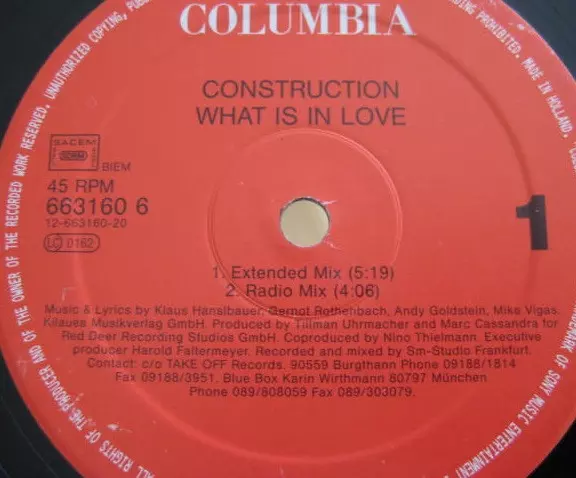 COLUMBIA
CONSTRUCTION
WHAT IS IN LOVE
SACEM
BIEM
45 RPM
663160 6
12-663160-20
LC 0162
1
1. Extended Mix (5:19)
2. Radio Mix (4:06)
Music & Lyrics by Klaus Hanslbauer, Gernot Rothenbach, Andy Goldstein, Mike Vigas.
Kilauea Musikverlag GmbH. Produced by Tillman Uhrmacher and Marc Cassandra for
Red Deer Recording Studios GmbH. Coproduced by Nino Thielmann. Executive
producer Harold Faltermeyer. Recorded and mixed by Sm-Studio Frankfurt.
Contact: c/o TAKE OFF Records. 90559 Burgthann Phone 09188/1814
Fax 09188/3951. Blue Box Karin Wirthmann 80797 München
Phone 089/808059 Fax 089/303079.
ALL RIGHTS OF THE PRODUCER AND OF THE OWNER OF THE RECORDED WORK RESERVED. UNAUTHORIZED COPYING,
PROHIBITED. MADE IN HOLLAND.
OF SONY MUSIC ENTERTAINMENT